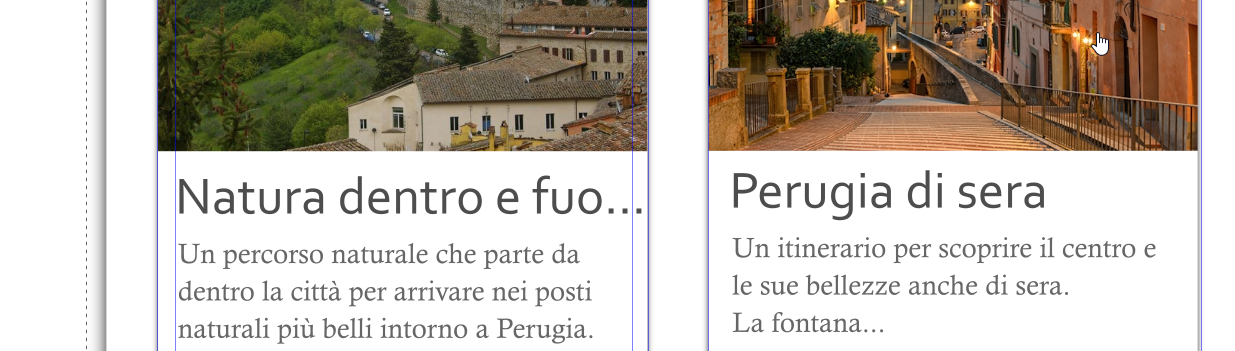 Natura dentro e fuo...
Un percorso naturale che parte da
dentro la città per arrivare nei posti
naturali più belli intorno a Perugia.
Perugia di sera
Un itinerario per scoprire il centro e
le sue bellezze anche di sera.
La fontana...